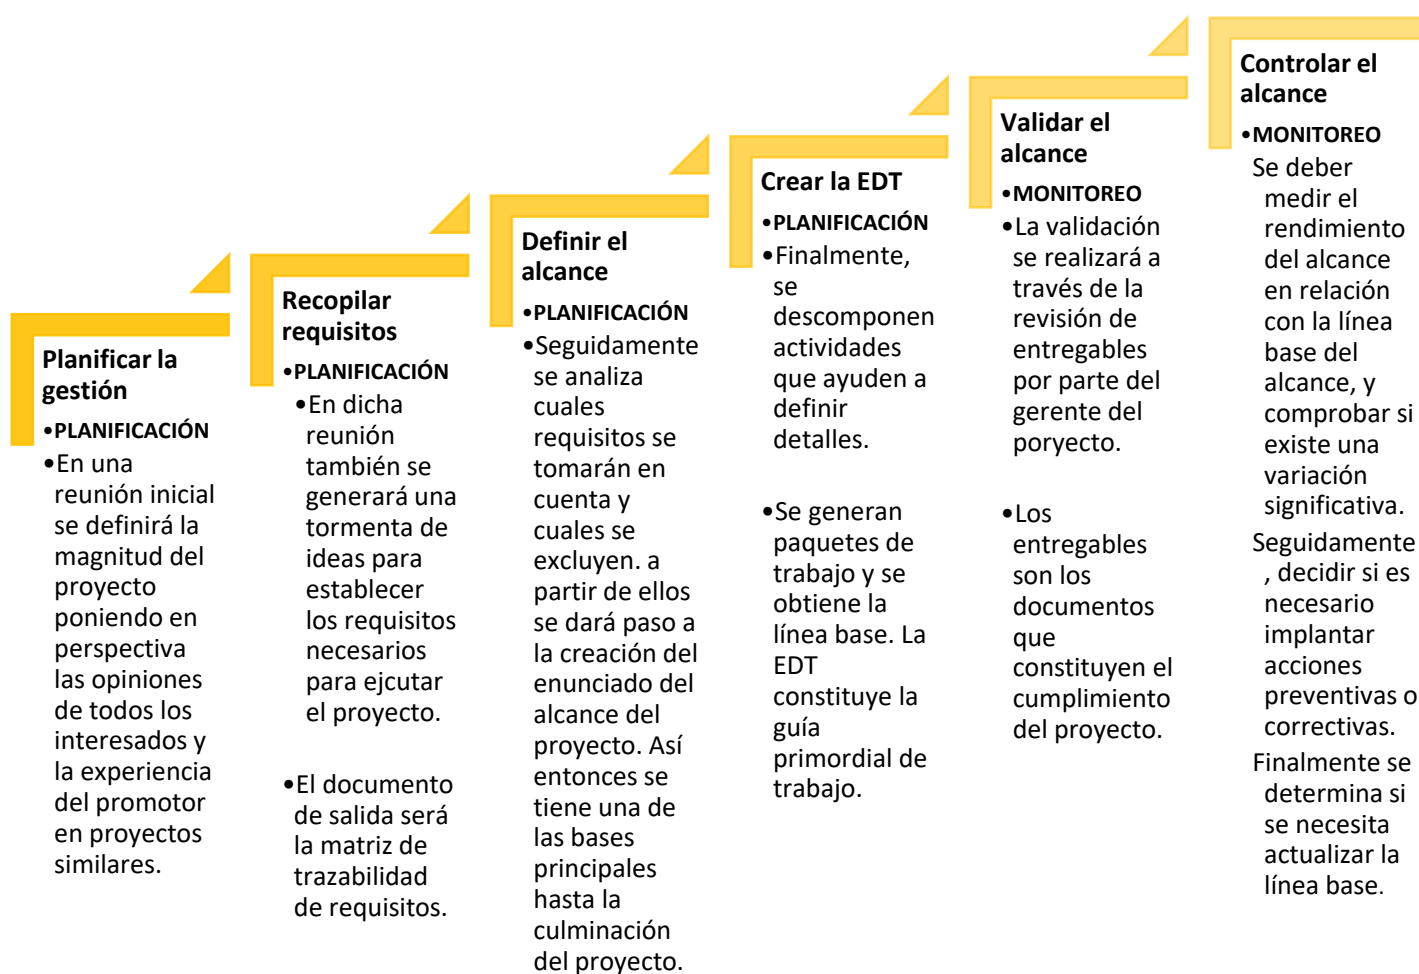 Planificar la
gestión
•PLANIFICACIÓN
•En una
reunión inicial
se definirá la
magnitud del
proyecto
poniendo en
perspectiva
las opiniones
de todos los
interesados y
la experiencia
del promotor
en proyectos
similares.
Recopilar
requisitos
•PLANIFICACIÓN
•En dicha
reunión
también se
generará una
tormenta de
ideas para
establecer
los requisitos
necesarios
para ejcutar
el proyecto.
•El documento
de salida será
la matriz de
trazabilidad
de requisitos.
Definir el
alcance
•PLANIFICACIÓN
•Seguidamente
se analiza
cuales
requisitos se
tomarán en
cuenta y
cuales se
excluyen. a
partir de ellos
se dará paso a
la creación del
enunciado del
alcance del
proyecto. Así
entonces se
tiene una de
las bases
principales
hasta la
culminación
del proyecto.
Crear la EDT
•PLANIFICACIÓN
•Finalmente,
se
descomponen
actividades
que ayuden a
definir
detalles.
•Se generan
paquetes de
trabajo y se
obtiene la
línea base. La
EDT
constituye la
guía
primordial de
trabajo.
Validar el
alcance
•MONITOREO
•La validación
se realizará a
través de la
revisión de
entregables
por parte del
gerente del
poryecto.
•Los
entregables
son los
documentos
que
constituyen el
cumplimiento
del proyecto.
Controlar el
alcance
•MONITOREO
Se deber
medir el
rendimiento
del alcance
en relación
con la línea
base del
alcance, y
comprobar si
existe una
variación
significativa.
Seguidamente
, decidir si es
necesario
implantar
acciones
preventivas o
correctivas.
Finalmente se
determina si
se necesita
actualizar la
línea base.